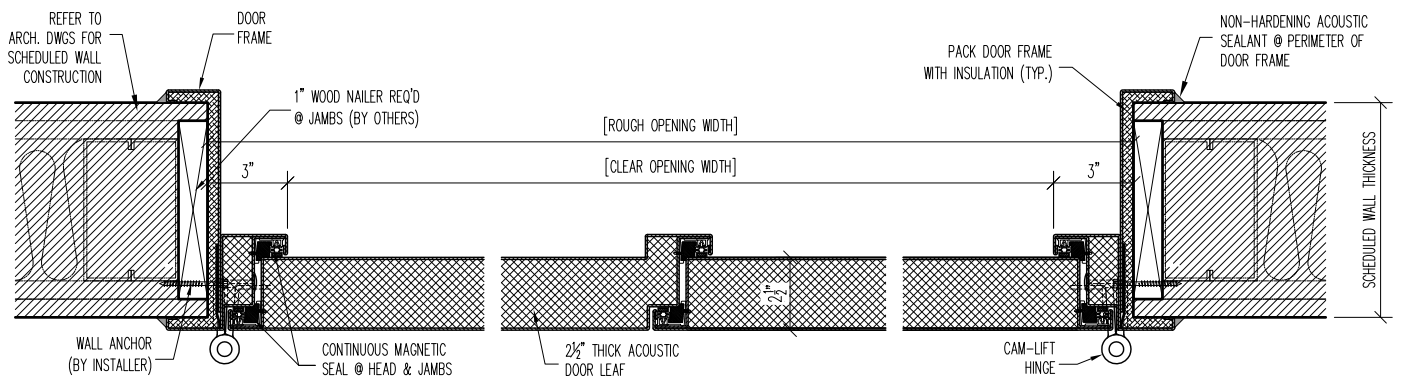 REFER TO
ARCH. DWGS FOR
SCHEDULED WALL
CONSTRUCTION
DOOR
FRAME
1" WOOD NAILER REQ'D
@ JAMBS (BY OTHERS)
3"
[ROUGH OPENING WIDTH]
[CLEAR OPENING WIDTH]
PACK DOOR FRAME
WITH INSULATION (TYP.)
NON-HARDENING ACOUSTIC
SEALANT @ PERIMETER OF
DOOR FRAME
3"
SCHEDULED WALL THICKNESS
2½"
WALL ANCHOR
(BY INSTALLER)
CONTINUOUS MAGNETIC
SEAL @ HEAD & JAMBS
2½" THICK ACOUSTIC
DOOR LEAF
CAM-LIFT
HINGE